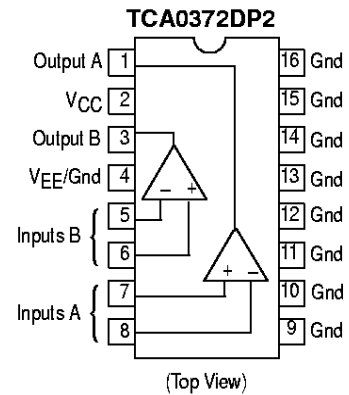 TCA0372DP2
Output A 1 16 Gnd
VCC 2 15 Gnd
Output B 3 14 Gnd
VEE/Gnd 4 13 Gnd
5 12 Gnd
Inputs B
6 11 Gnd
7 10 Gnd
Inputs A
8 9 Gnd
– +
+ –
(Top View)